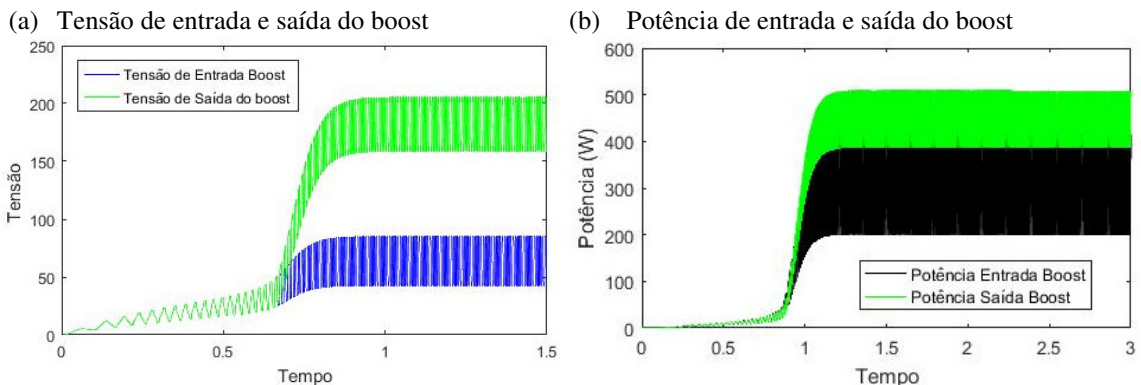 (a) Tensão de entrada e saída do boost
250
200
150
100
50
0
0
0.5
1
1.5
Tensão
Tempo
Tensão de Entrada Boost
Tensão de Saída do boost
(b) Potência de entrada e saída do boost
600
500
400
300
200
100
0
0
0.5
1
1.5
2
2.5
3
Potência (W)
Tempo
Potência Entrada Boost
Potência Saída Boost